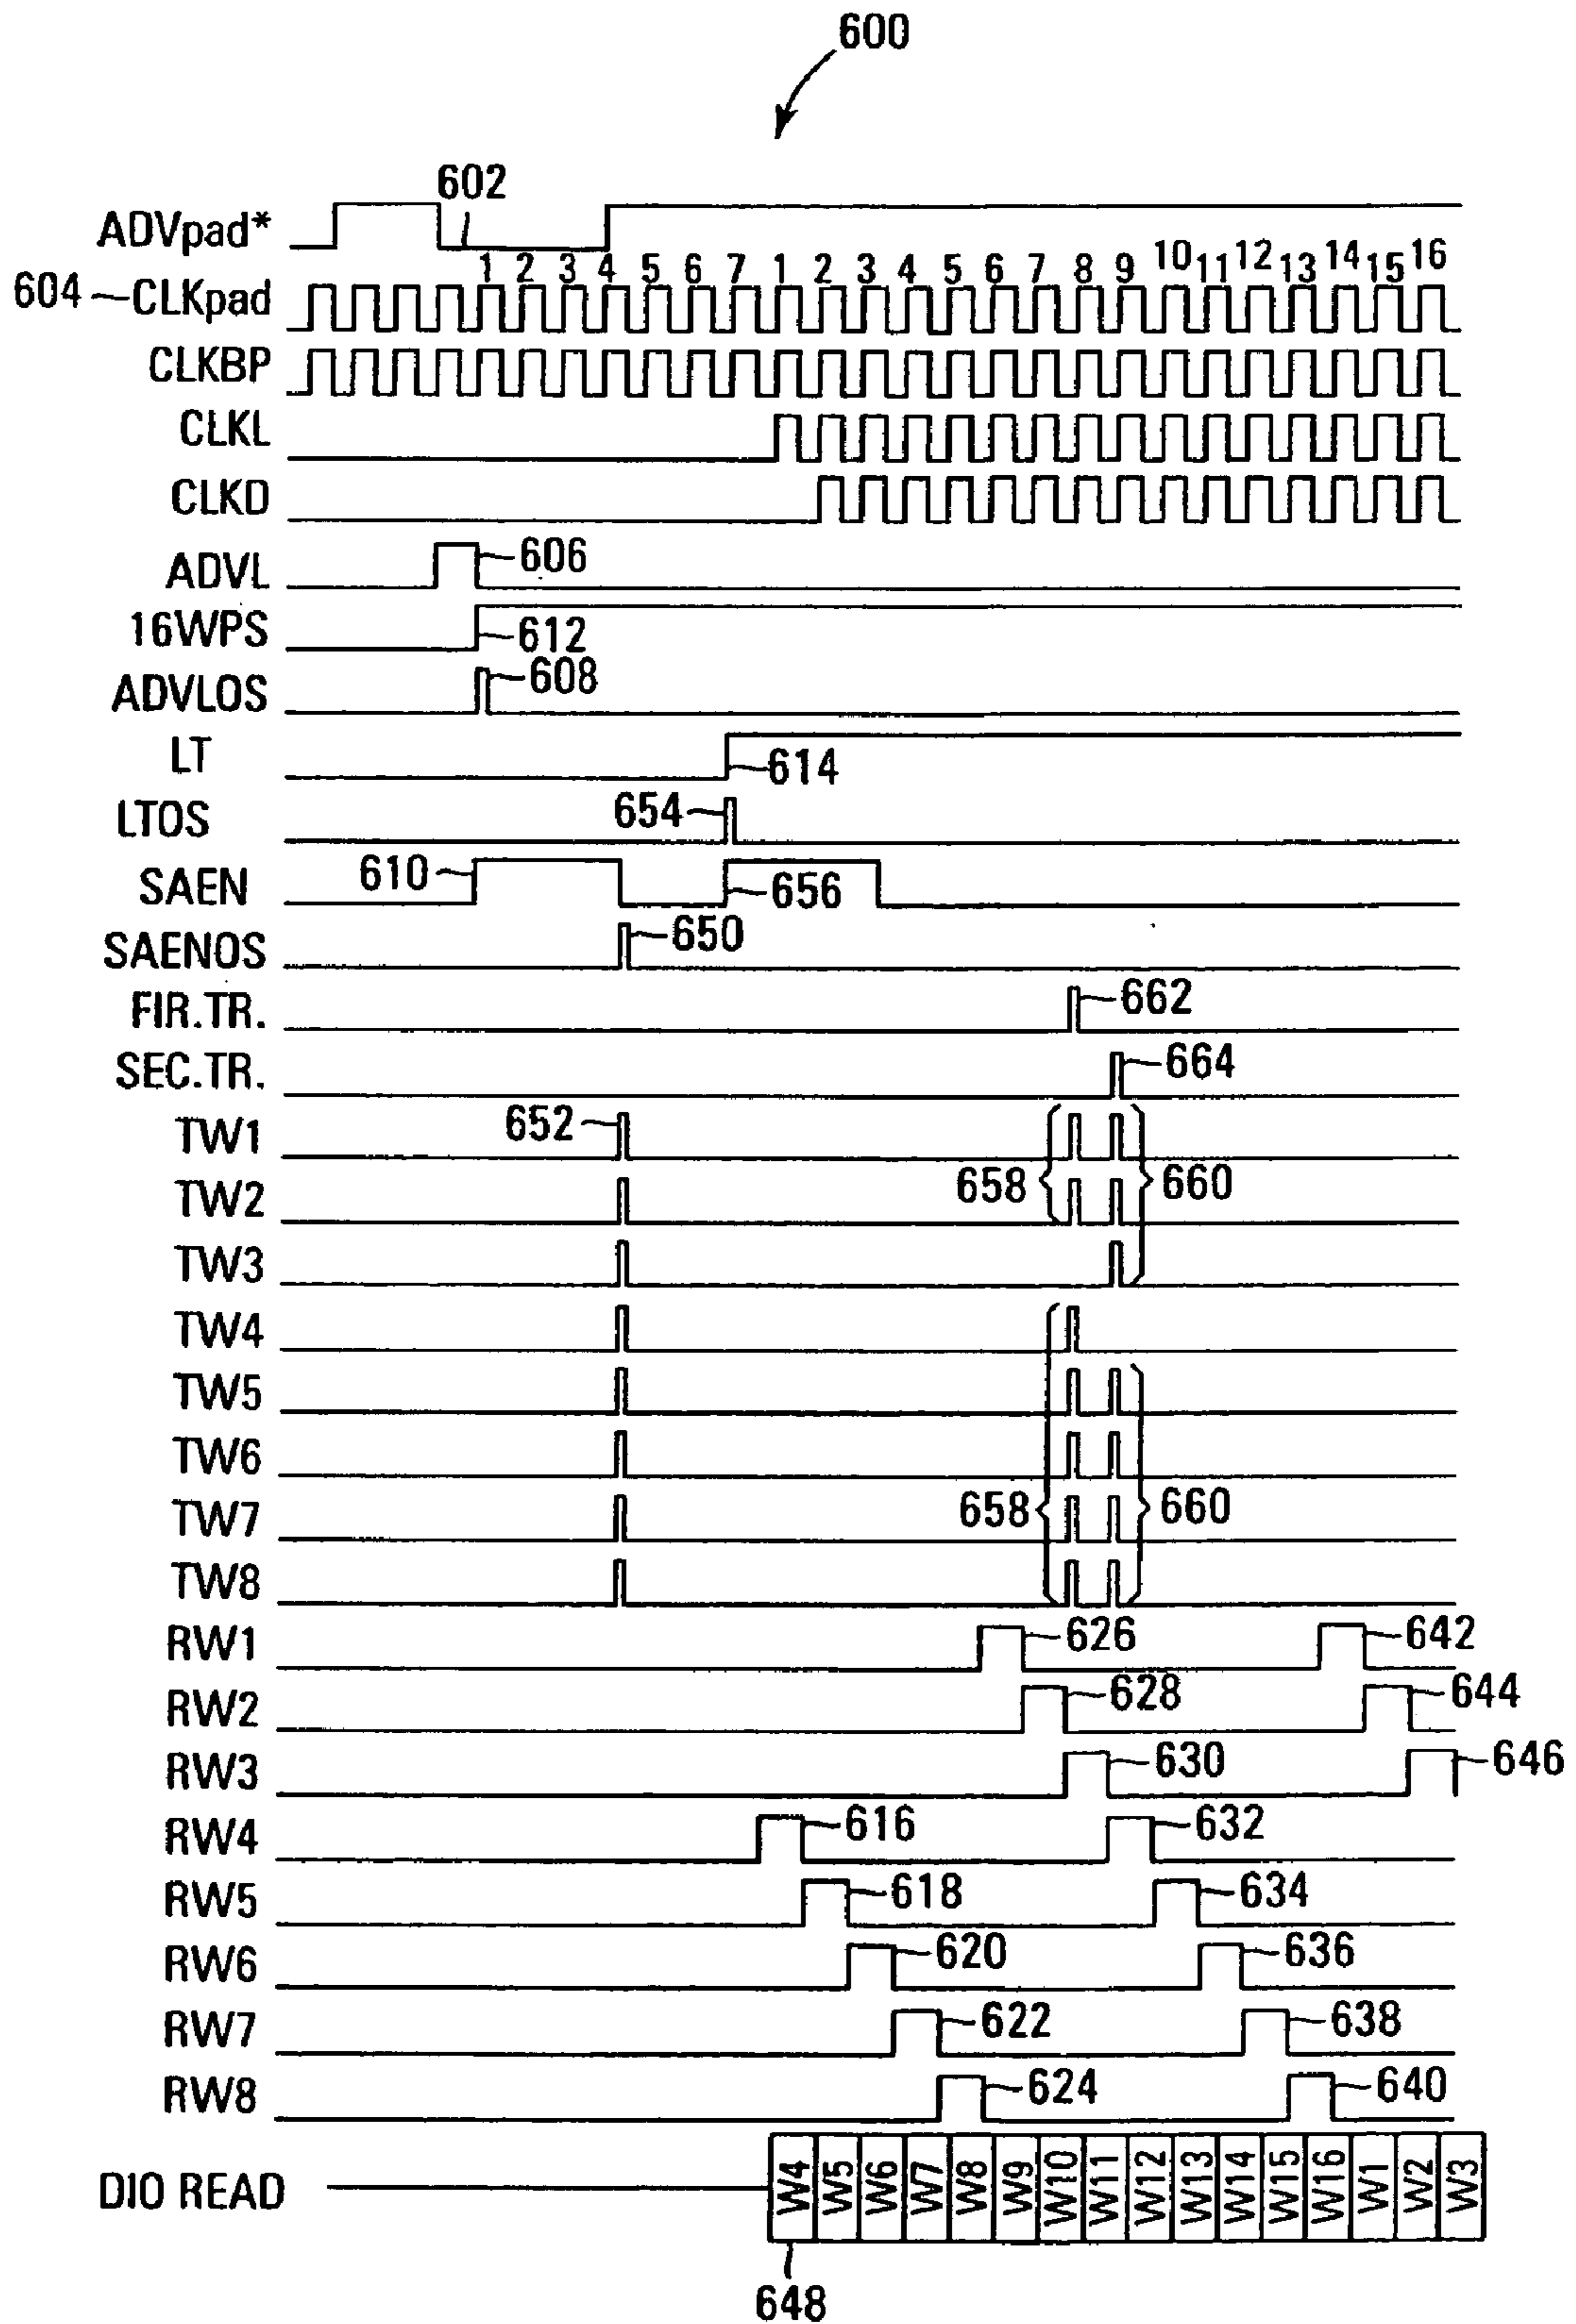 600
602
ADVpad*
1 2 3 4 5 6 7 1 2 3 4 5 6 7 8 9 10 11 12 13 14 15 16
604 CLKpad
CLKBP
CLKL
CLKD
ADVL 606
16WPS 612
ADVLOS 608
LT 614
LTOS 654
SAEN 610 656
SAENOS 650
FIR.TR. 662
SEC.TR. 664
TW1 652
658 660
TW2
TW3
TW4
TW5
TW6
TW7 658 660
TW8
RW1 626 642
RW2 628 644
RW3 630 646
RW4 616 632
RW5 618 634
RW6 620 636
RW7 622 638
RW8 624 640
DIO READ W4 W5 W6 W7 W8 W9 W10 W11 W12 W13 W14 W15 W16 W1 W2 W3
648